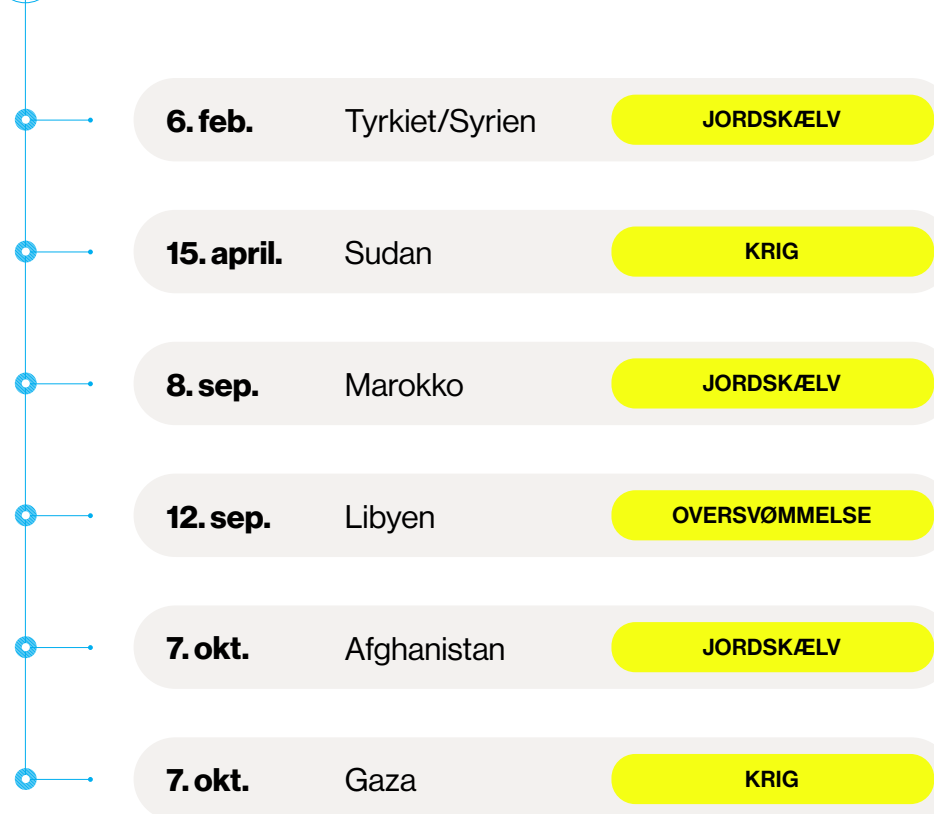 6. feb. Tyrkiet/Syrien JORDSKÆLV
15. april. Sudan KRIG
8. sep. Marokko JORDSKÆLV
12. sep. Libyen OVERSVØMMELSE
7. okt. Afghanistan JORDSKÆLV
7. okt. Gaza KRIG